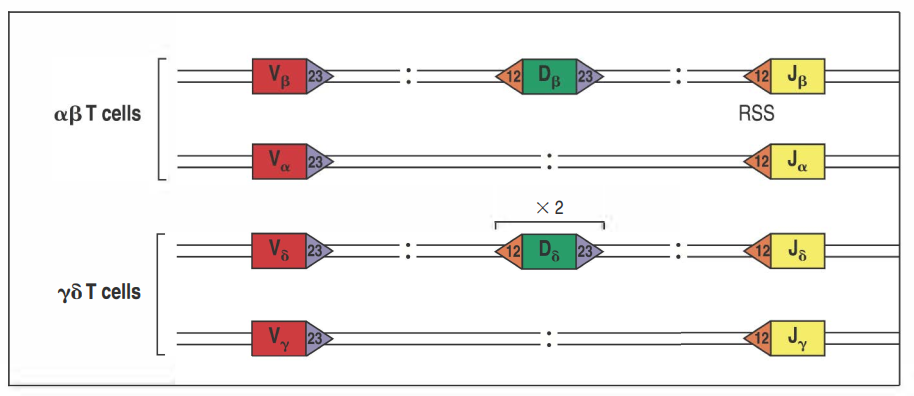 Vβ 23 : 12 Dβ 23 : 12 Jβ
αβ T cells
RSS
Vα 23 : 12 Jα
× 2
Vδ 23 : 12 Dδ 23 : 12 Jδ
γδ T cells
Vγ 23 : 12 Jγ